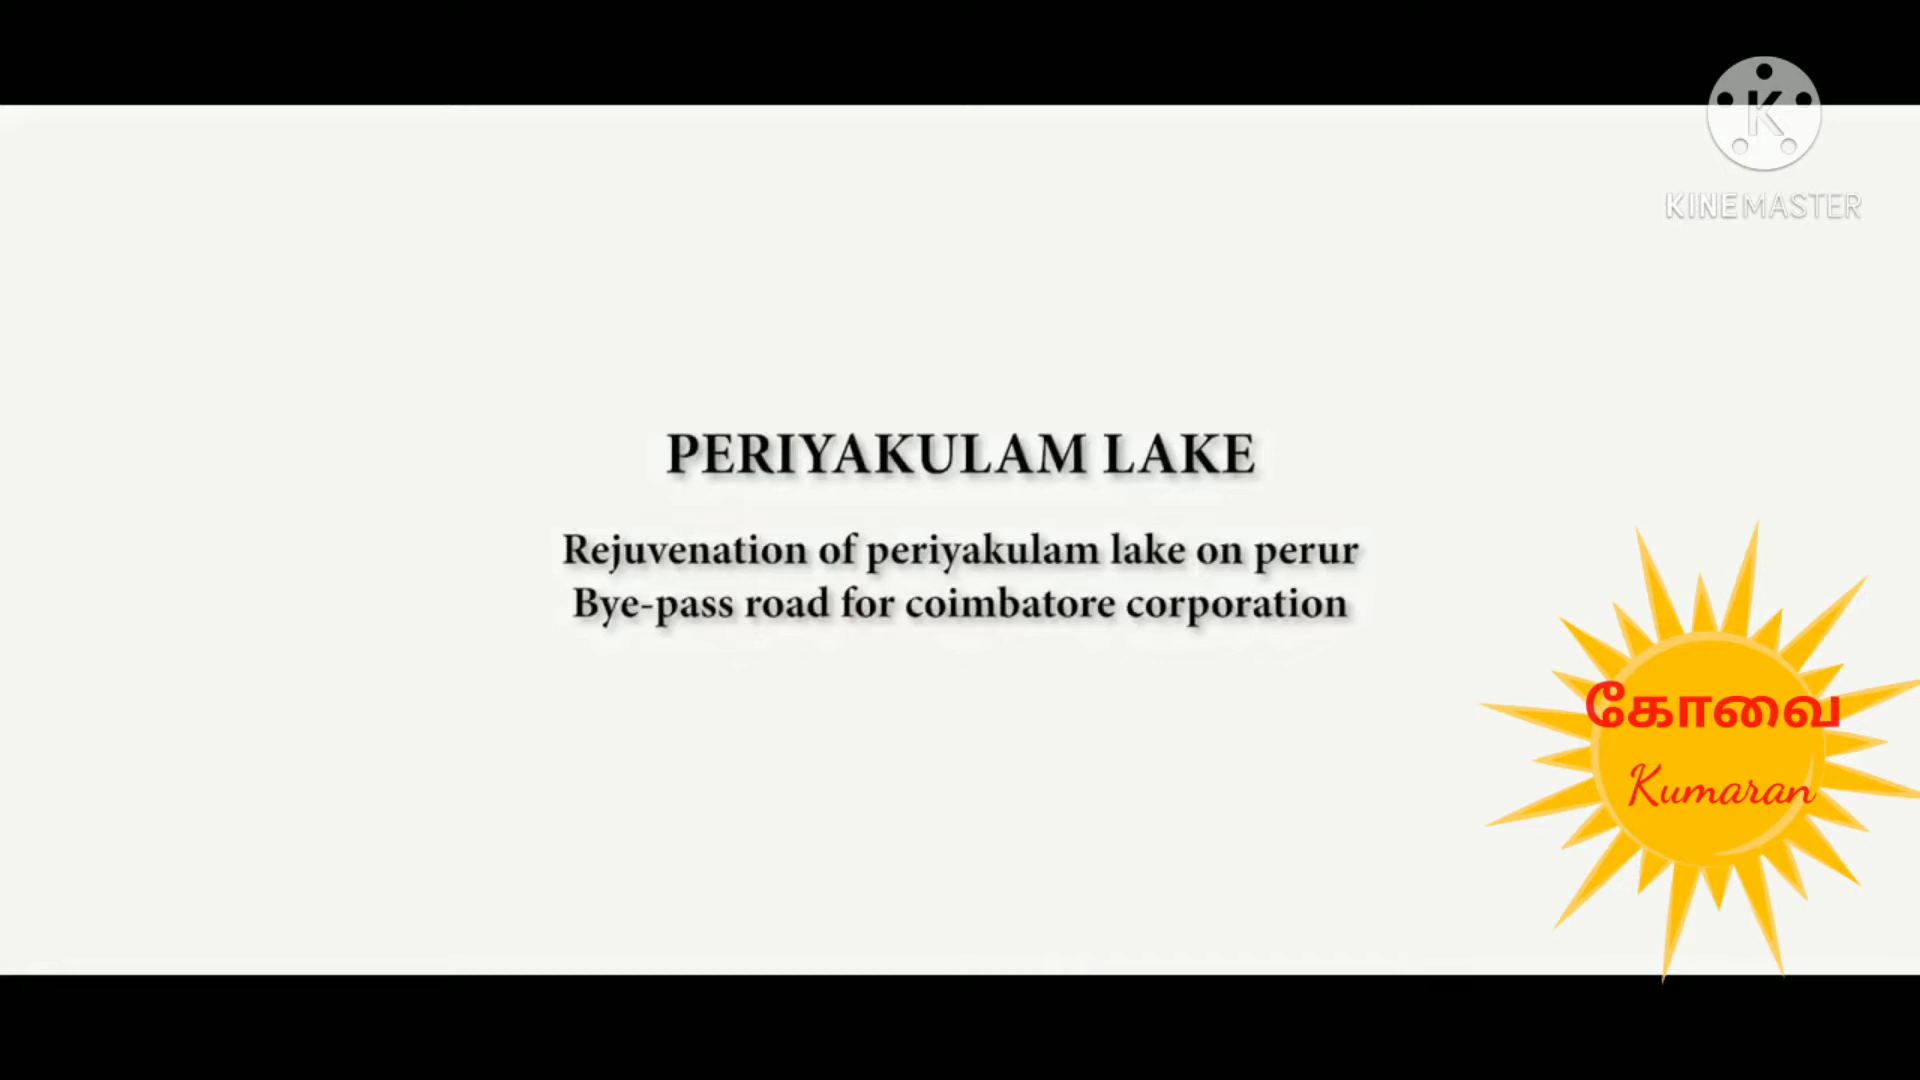 K
KINEMASTER
PERIYAKULAM LAKE
Rejuvenation of periyakulam lake on perur
Bye-pass road for coimbatore corporation
கோவை
Kumaran